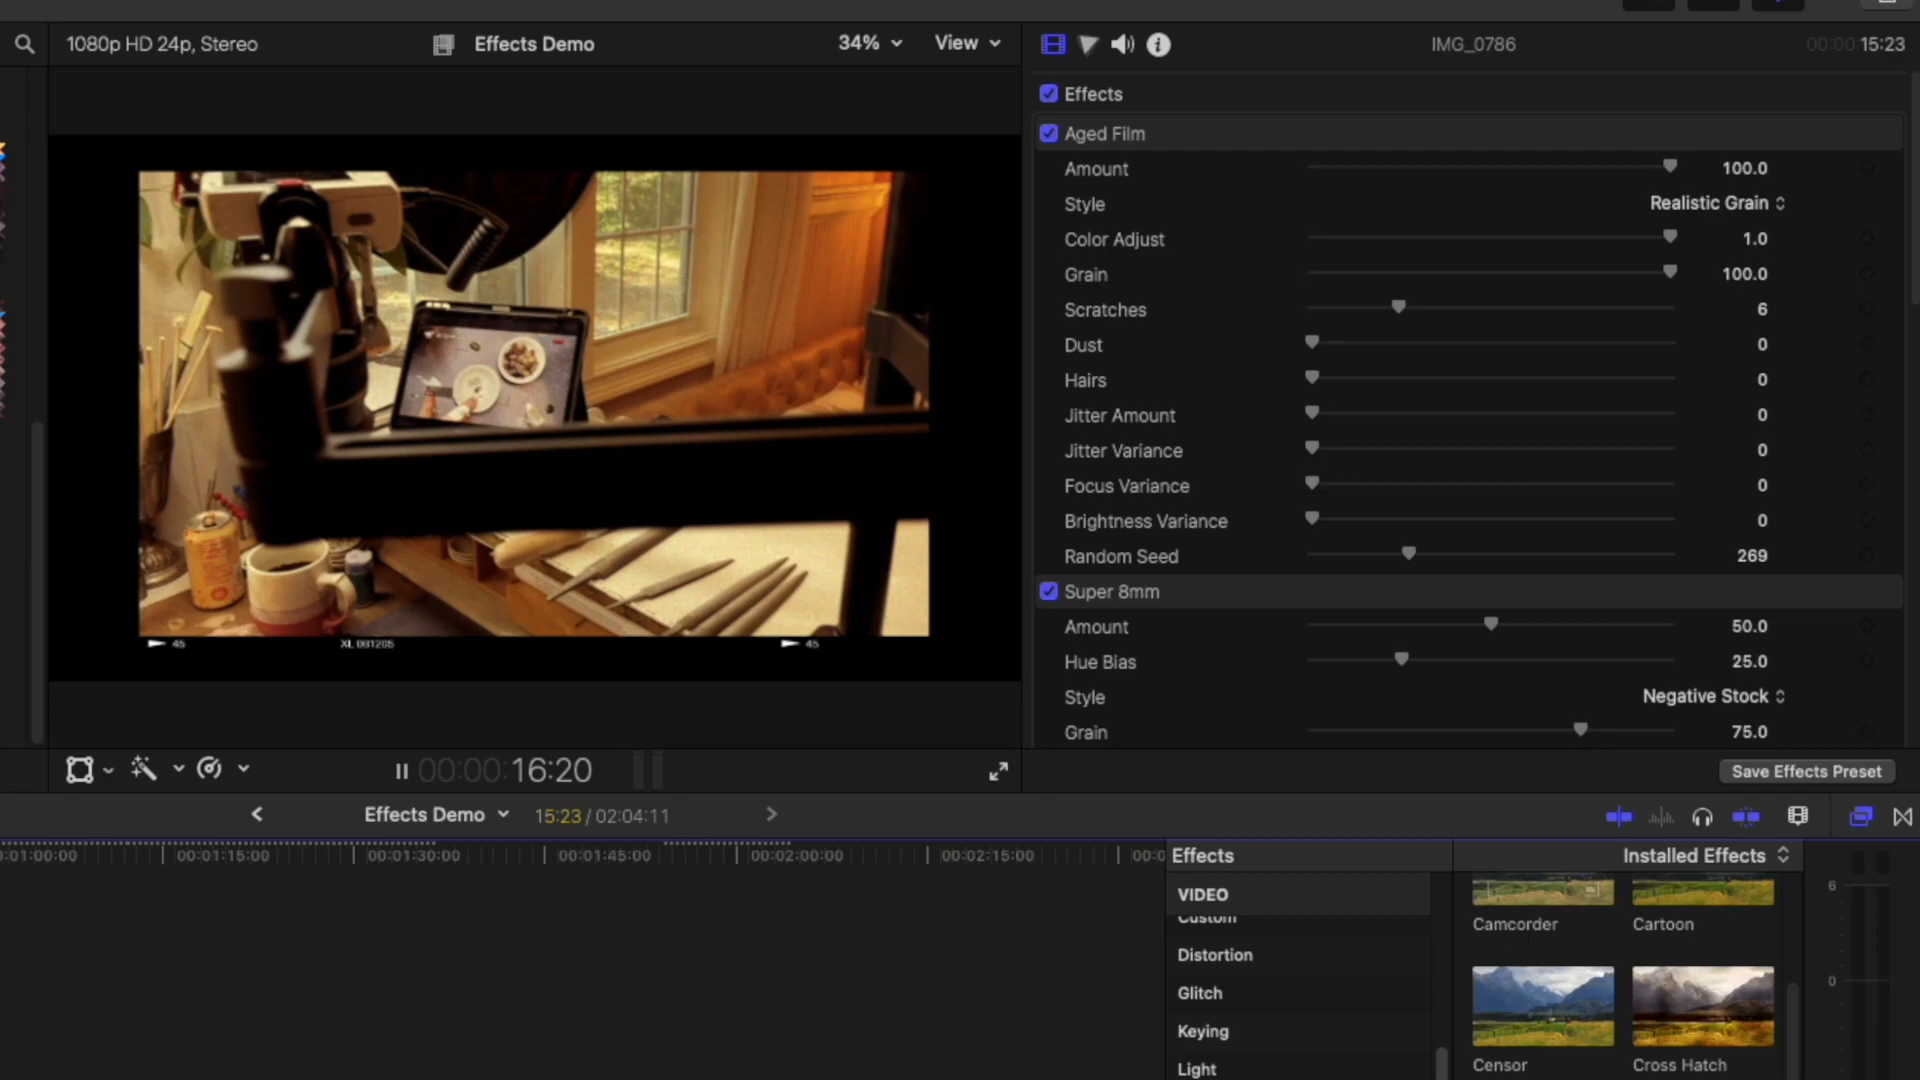 1080p HD 24p, Stereo
Effects Demo
34%
View
IMG_0786
00:00:15:23
Effects
Aged Film
Amount 100.0
Style Realistic Grain
Color Adjust 1.0
Grain 100.0
Scratches 6
Dust 0
Hairs 0
Jitter Amount 0
Jitter Variance 0
Focus Variance 0
Brightness Variance 0
Random Seed 269
Super 8mm
Amount 50.0
Hue Bias 25.0
Style Negative Stock
Grain 75.0
45
XL 081205
45
00:00:16:20
Save Effects Preset
Effects Demo
15:23 / 02:04:11
0:01:00:00
00:01:15:00
00:01:30:00
00:01:45:00
00:02:00:00
00:02:15:00
00:0
Effects
Installed Effects
VIDEO
Custom
Distortion
Glitch
Keying
Light
Camcorder
Cartoon
Censor
Cross Hatch
6
0